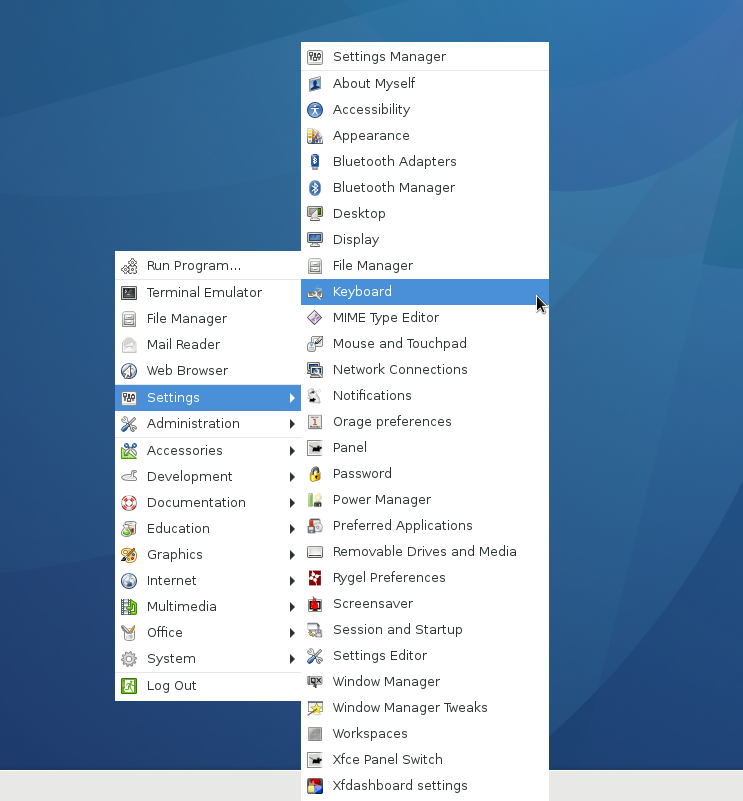 Run Program...
Terminal Emulator
File Manager
Mail Reader
Web Browser
Settings
Administration
Accessories
Development
Documentation
Education
Graphics
Internet
Multimedia
Office
System
Log Out
Settings Manager
About Myself
Accessibility
Appearance
Bluetooth Adapters
Bluetooth Manager
Desktop
Display
File Manager
Keyboard
MIME Type Editor
Mouse and Touchpad
Network Connections
Notifications
Orage preferences
Panel
Password
Power Manager
Preferred Applications
Removable Drives and Media
Rygel Preferences
Screensaver
Session and Startup
Settings Editor
Window Manager
Window Manager Tweaks
Workspaces
Xfce Panel Switch
Xfdashboard settings